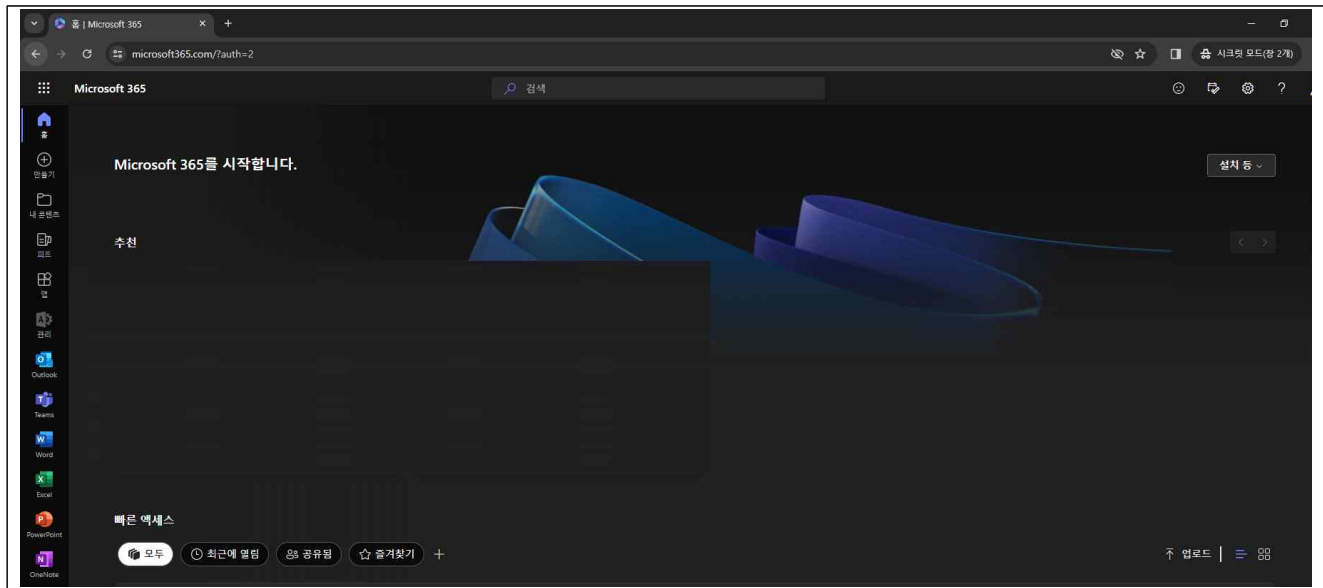 홈 | Microsoft 365
microsoft365.com/?auth=2
시크릿 모드(창 2개)
Microsoft 365
검색
홈
만들기
내 콘텐츠
피드
앱
관리
Outlook
Teams
Word
Excel
PowerPoint
OneNote
Microsoft 365를 시작합니다.
설치 등
추천
빠른 액세스
모두
최근에 열림
공유됨
즐겨찾기
업로드